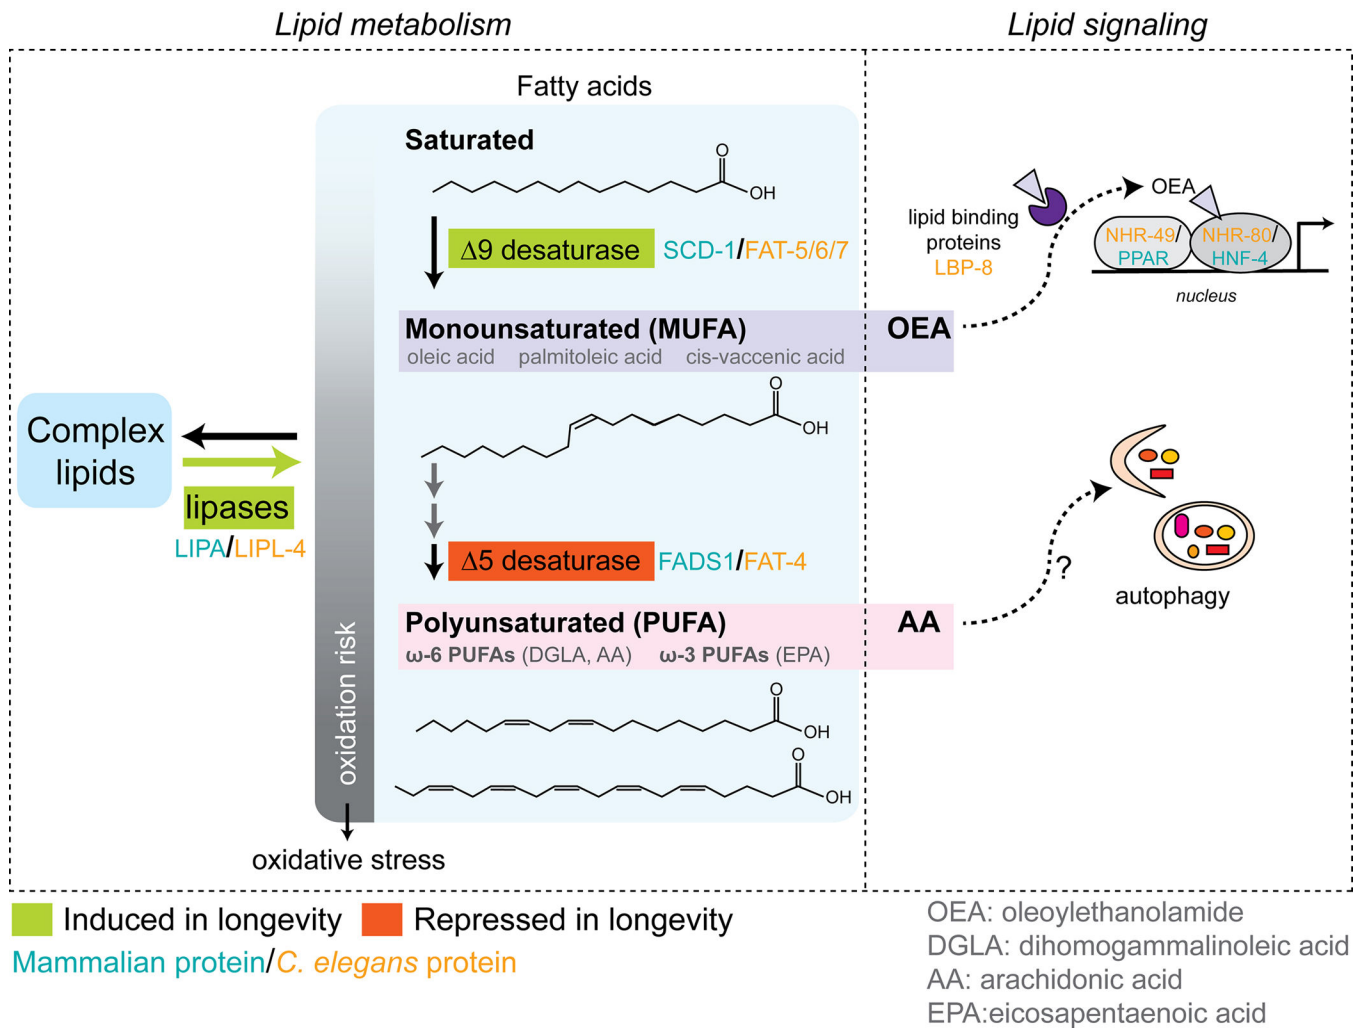 Lipid metabolism
Lipid signaling
Fatty acids
Saturated
O
OH
Δ9 desaturase
SCD-1/FAT-5/6/7
Monounsaturated (MUFA)
oleic acid palmitoleic acid cis-vaccenic acid
OEA
O
OH
Complex
lipids
lipases
LIPA/LIPL-4
Δ5 desaturase
FADS1/FAT-4
Polyunsaturated (PUFA)
ω-6 PUFAs (DGLA, AA) ω-3 PUFAs (EPA)
AA
O
OH
O
OH
oxidation risk
oxidative stress
lipid binding
proteins
LBP-8
OEA
NHR-49/
PPAR
NHR-80/
HNF-4
nucleus
?
autophagy
Induced in longevity
Repressed in longevity
Mammalian protein/C. elegans protein
OEA: oleoylethanolamide
DGLA: dihomogammalinoleic acid
AA: arachidonic acid
EPA:eicosapentaenoic acid